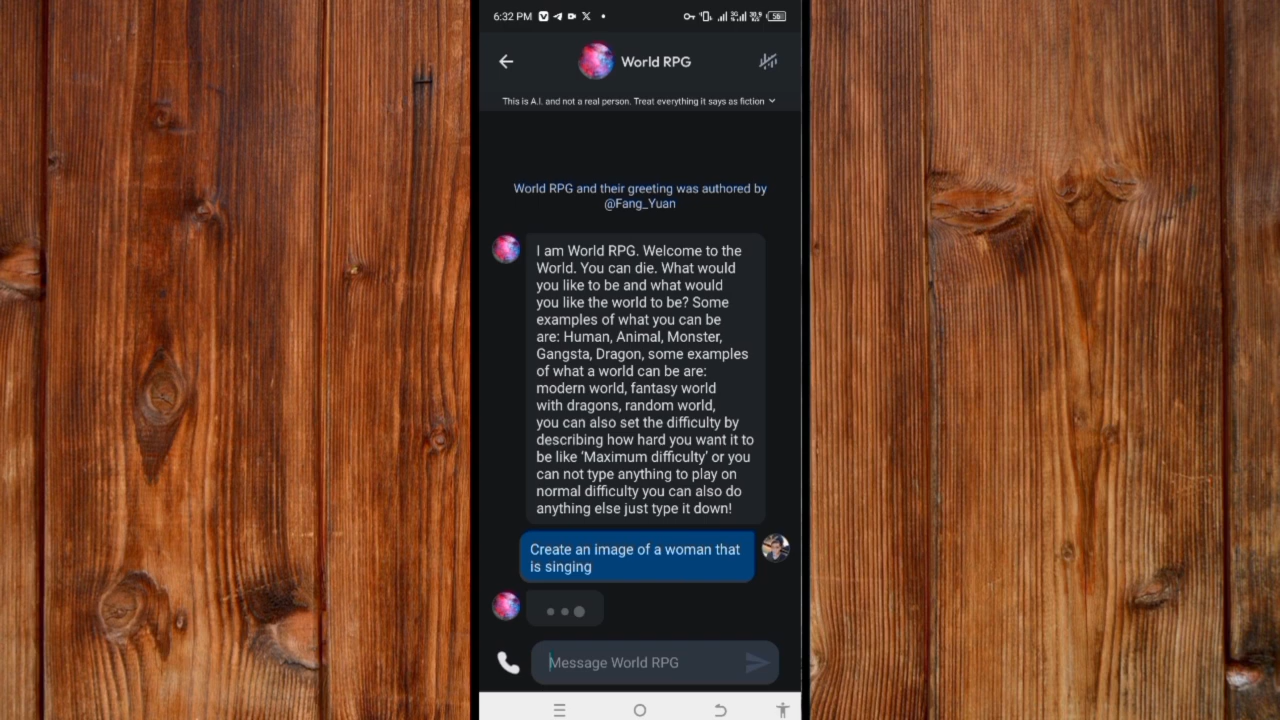 6:32 PM
World RPG
This is A.I. and not a real person. Treat everything it says as fiction
World RPG and their greeting was authored by
@Fang_Yuan
I am World RPG. Welcome to the
World. You can die. What would
you like to be and what would
you like the world to be? Some
examples of what you can be
are: Human, Animal, Monster,
Gangsta, Dragon, some examples
of what a world can be are:
modern world, fantasy world
with dragons, random world,
you can also set the difficulty by
describing how hard you want it to
be like ‘Maximum difficulty’ or you
can not type anything to play on
normal difficulty you can also do
anything else just type it down!
Create an image of a woman that
is singing
Message World RPG